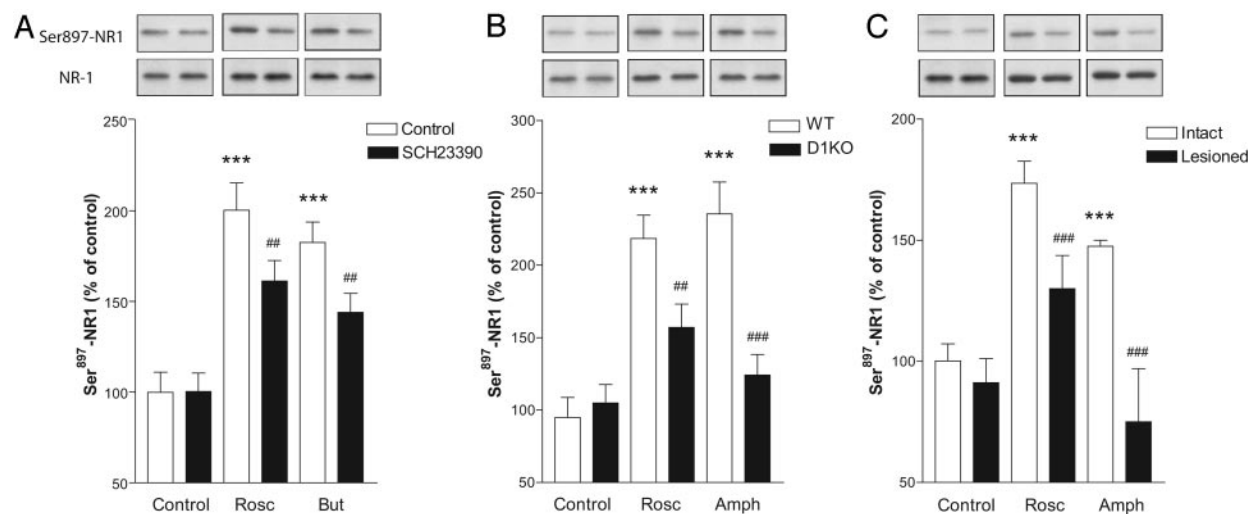 A
Ser897-NR1
NR-1
Ser⁸⁹⁷-NR1 (% of control)
250
200
150
100
50
Control
SCH23390
***
##
***
##
Control Rosc But
B
Ser⁸⁹⁷-NR1 (% of control)
300
250
200
150
100
50
WT
D1KO
***
##
***
###
Control Rosc Amph
C
Ser⁸⁹⁷-NR1 (% of control)
200
150
100
50
Intact
Lesioned
***
###
***
###
Control Rosc Amph